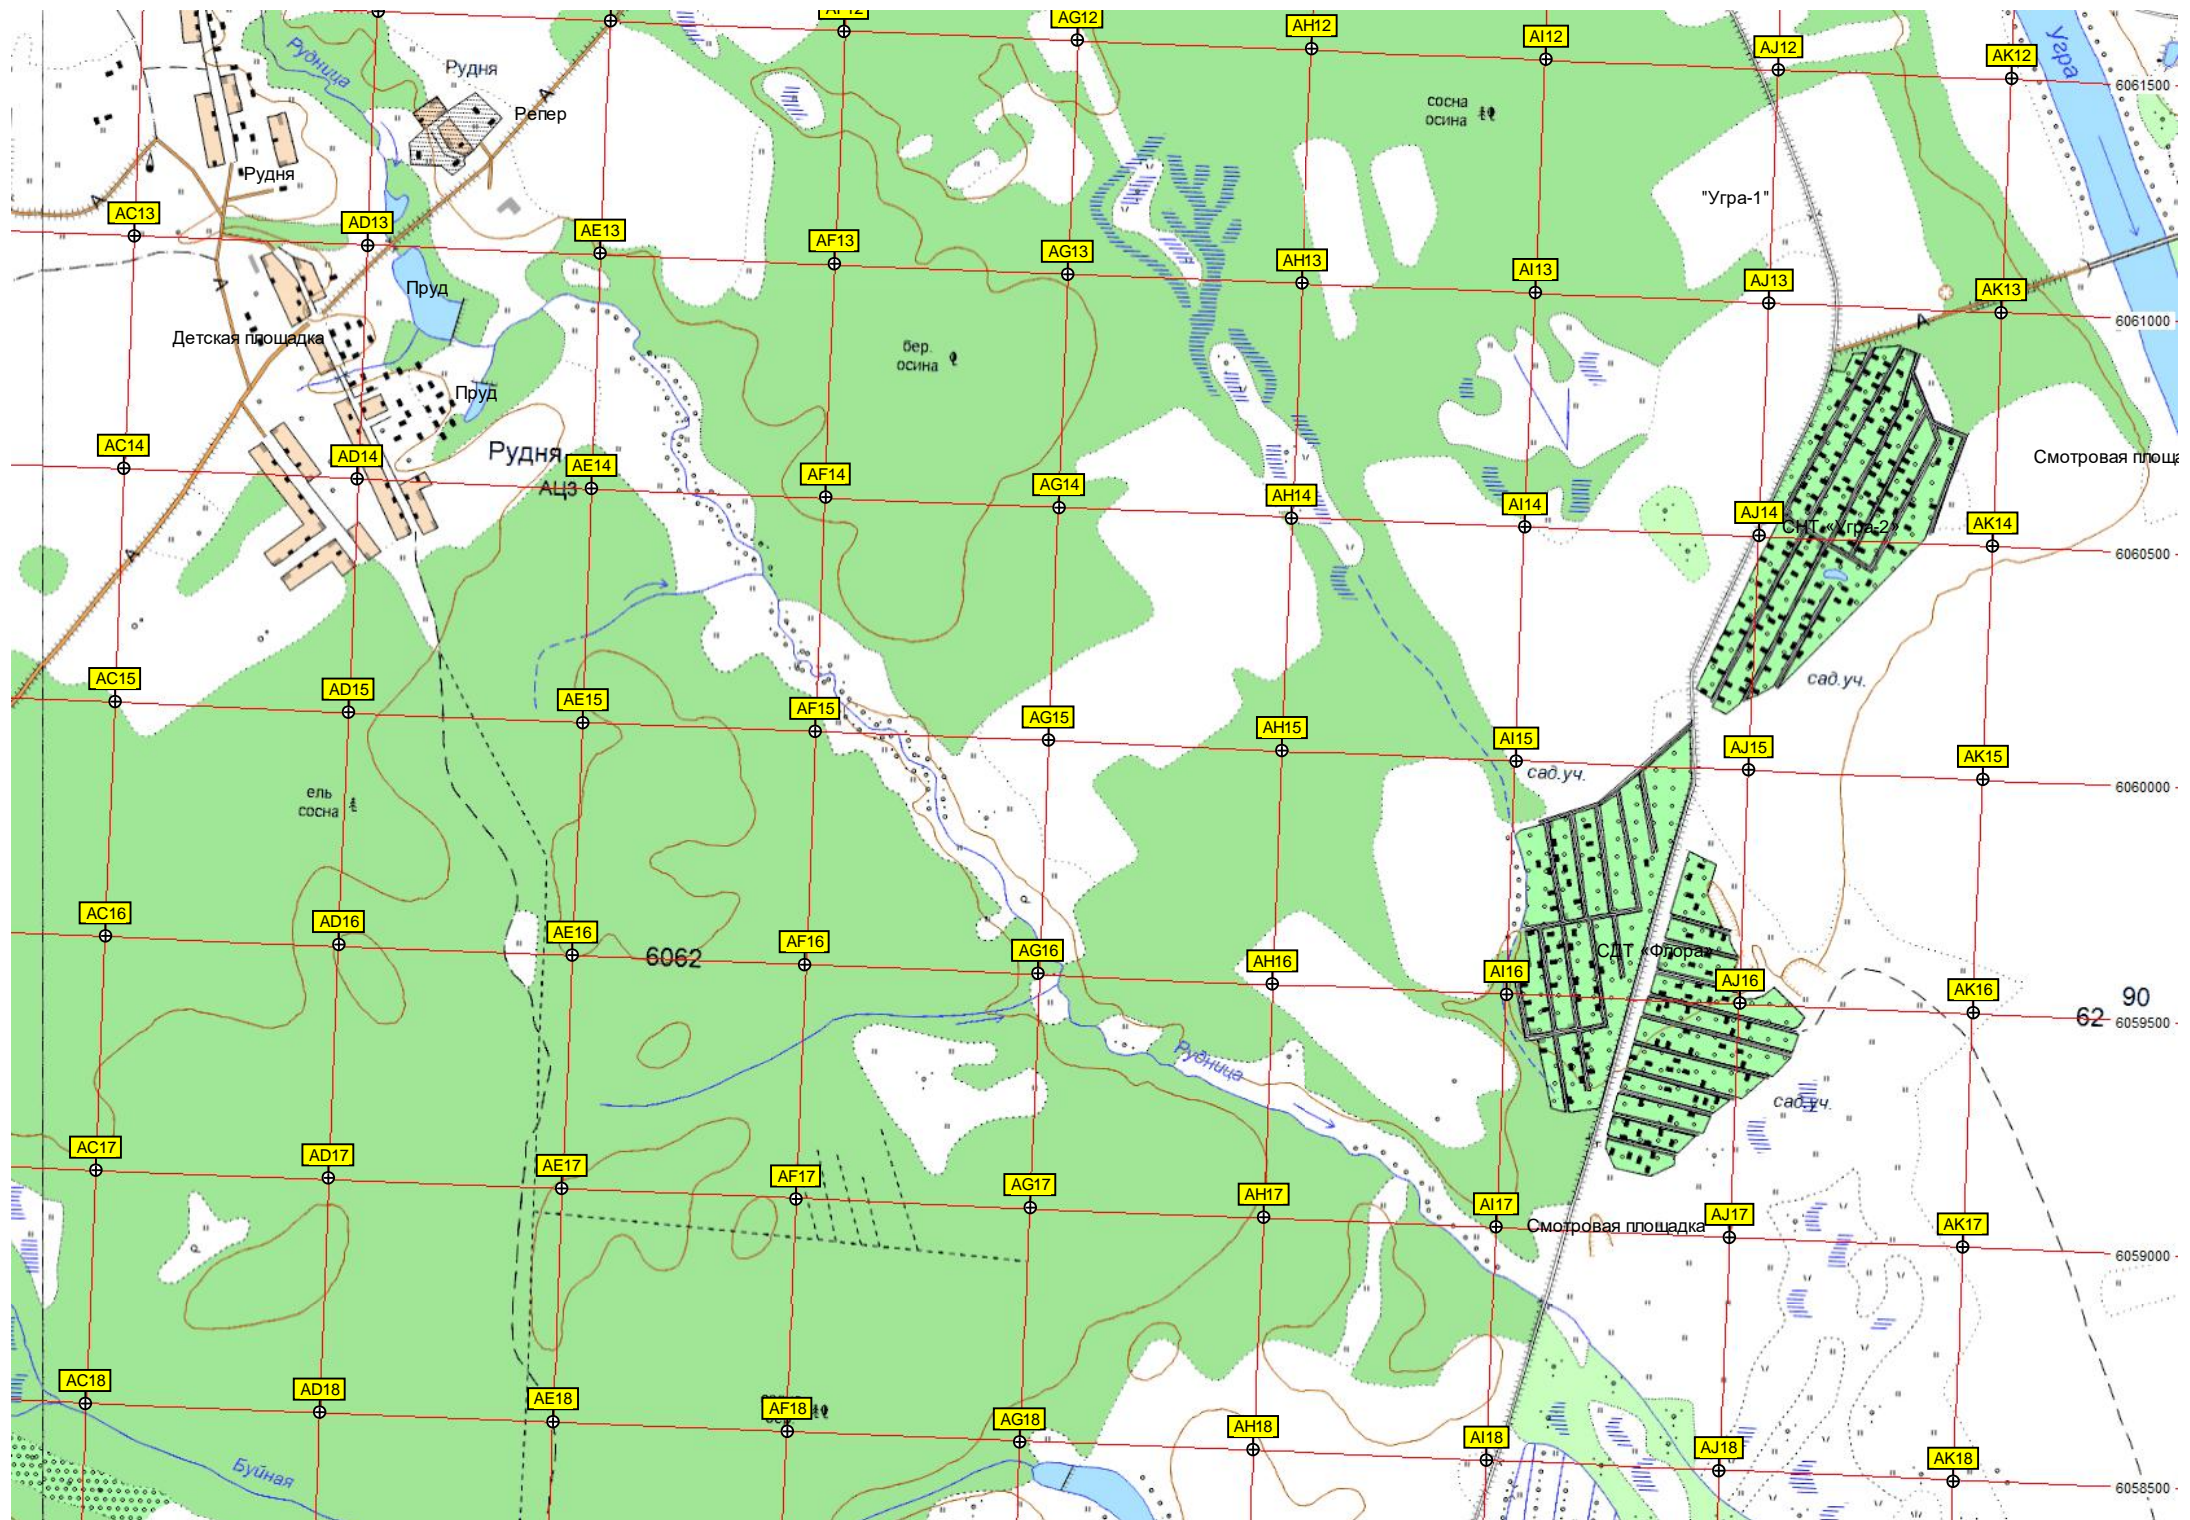 AF12
AG12
AH12
AI12
AJ12
AK12
Угра
Рудница
Рудня
Репер
А
сосна
осина
6061500
Рудня
А
"Угра-1"
AC13
AD13
AE13
AF13
AG13
AH13
AI13
AJ13
AK13
А
Пруд
6061000
А
Детская площадка
бер.
осина
Пруд
AC14
AD14
Рудня
AE14
АЦЗ
AF14
AG14
AH14
AI14
AJ14
СНТ «Угра-2»
AK14
Смотровая площа
6060500
А
AC15
AD15
AE15
AF15
AG15
AH15
AI15
AJ15
AK15
сад.уч.
сад.уч.
6060000
ель
сосна
AC16
AD16
AE16
6062
AF16
AG16
AH16
AI16
СДТ «Флора»
AJ16
AK16
90
62
6059500
Рудница
сад.уч.
AC17
AD17
AE17
AF17
AG17
AH17
AI17
Смотровая площадка
AJ17
AK17
6059000
AC18
AD18
AE18
AF18
AG18
AH18
AI18
AJ18
AK18
6058500
Буйная